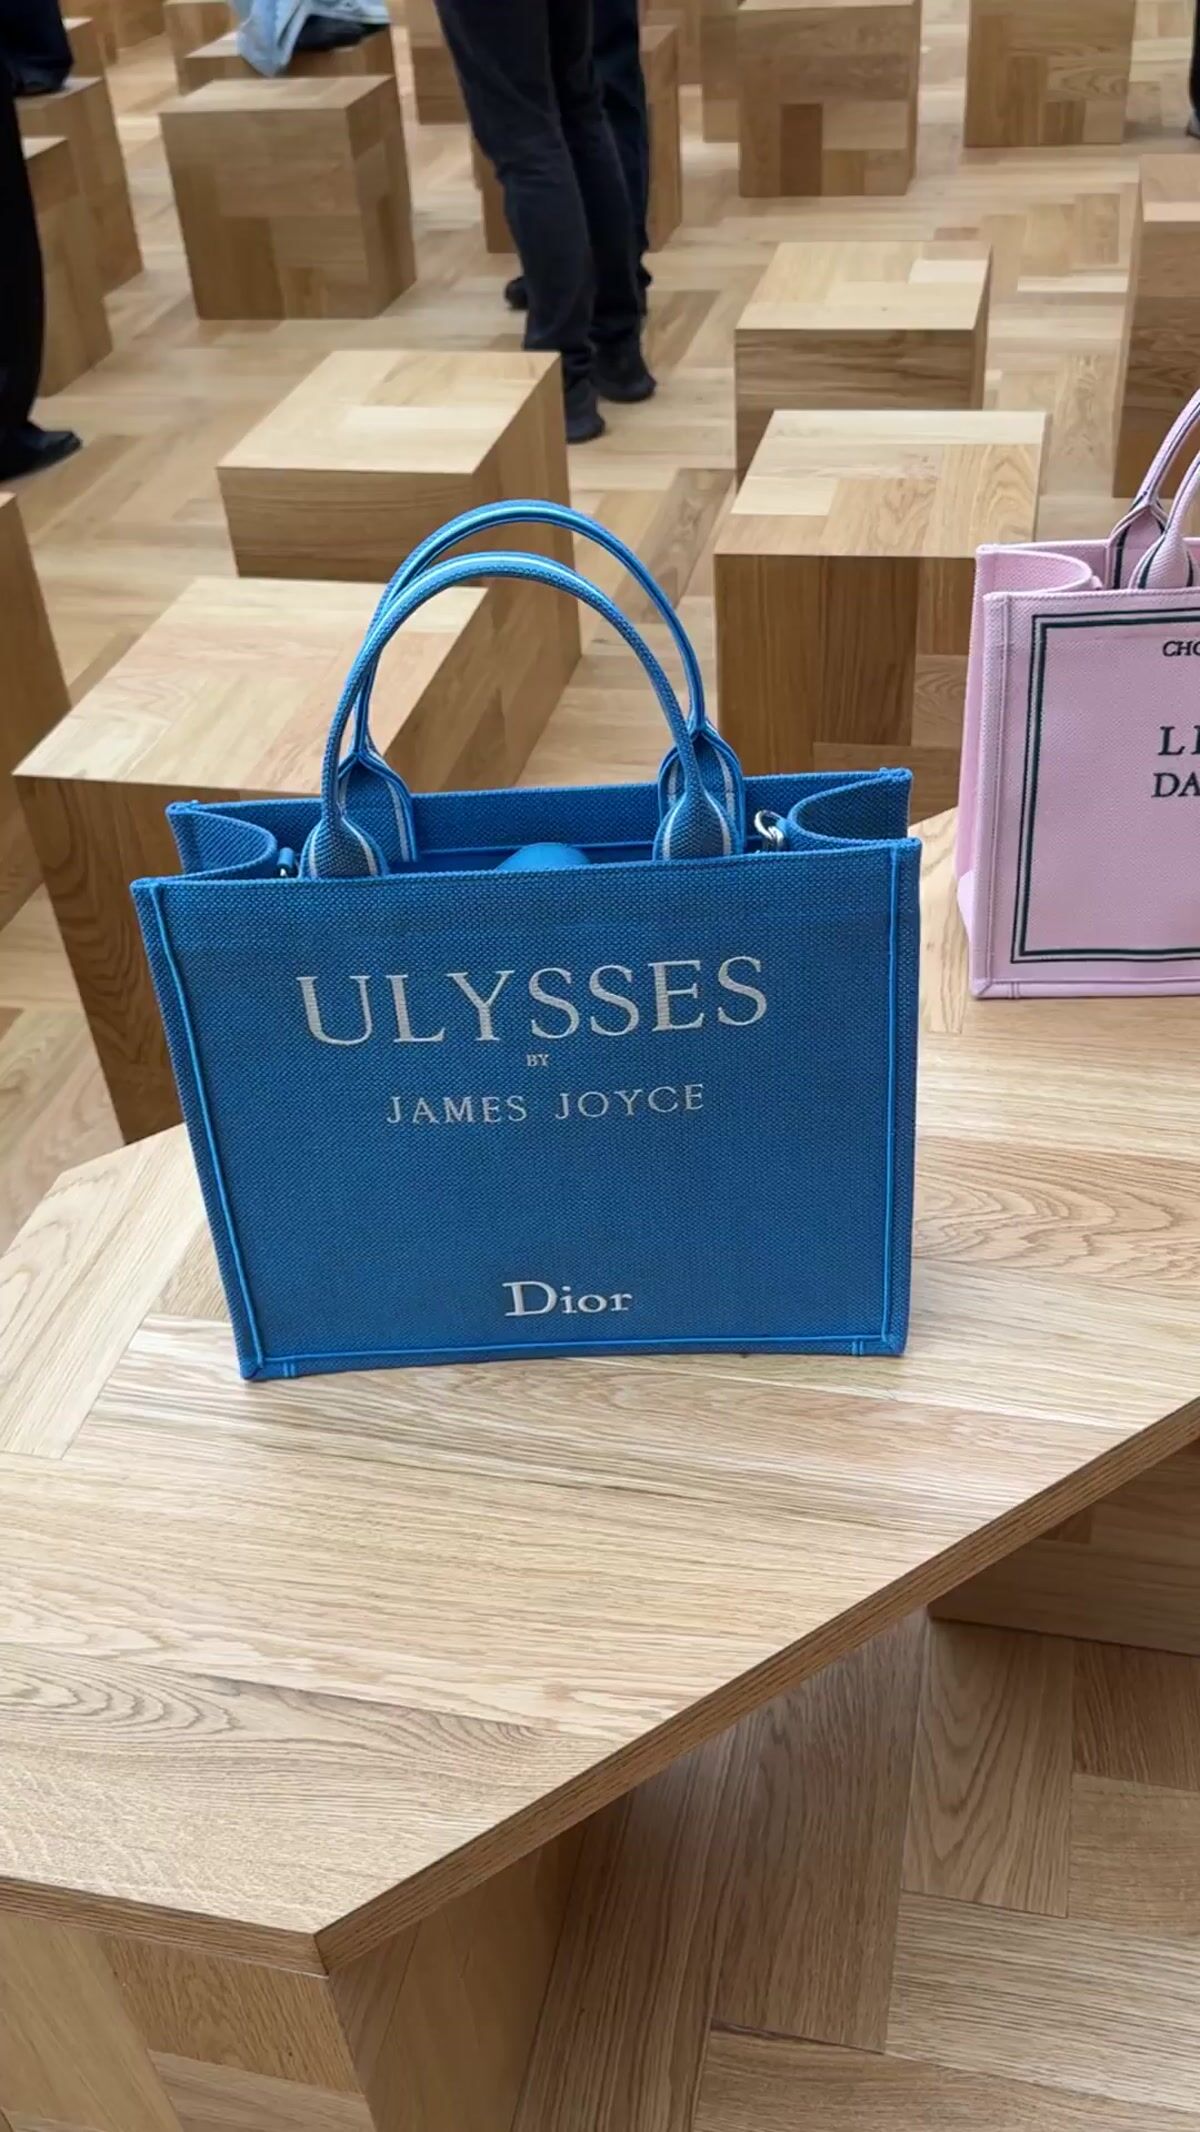 ULYSSES
BY
JAMES JOYCE
Dior